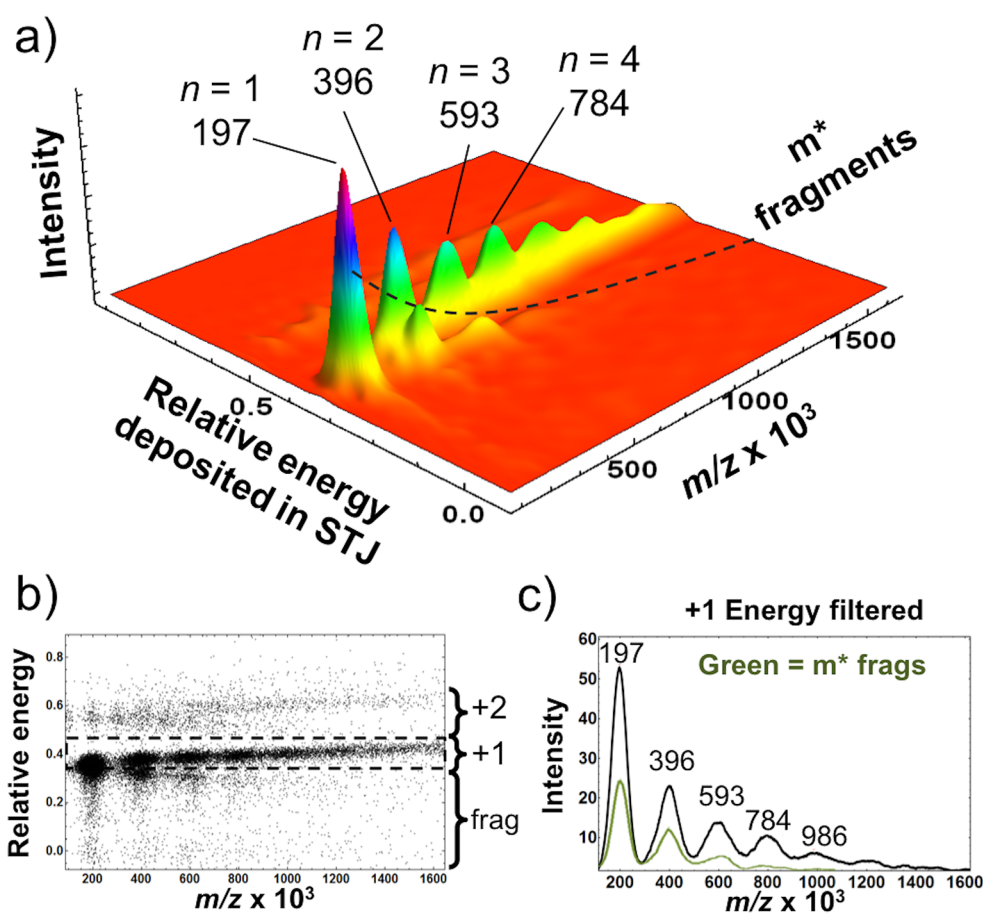 a)
n = 1
197
n = 2
396
n = 3
593
n = 4
784
m*
fragments
Intensity
0.5
0.0
Relative energy
deposited in STJ
500
1000
1500
m/z x 10³
b)
Relative energy
0.8
0.6
0.4
0.2
0.0
+2
+1
frag
200 400 600 800 1000 1200 1400 1600
m/z x 10³
c)
+1 Energy filtered
Green = m* frags
Intensity
60
50
40
30
20
10
197
396
593
784
986
200 400 600 800 1000 1200 1400 1600
m/z x 10³